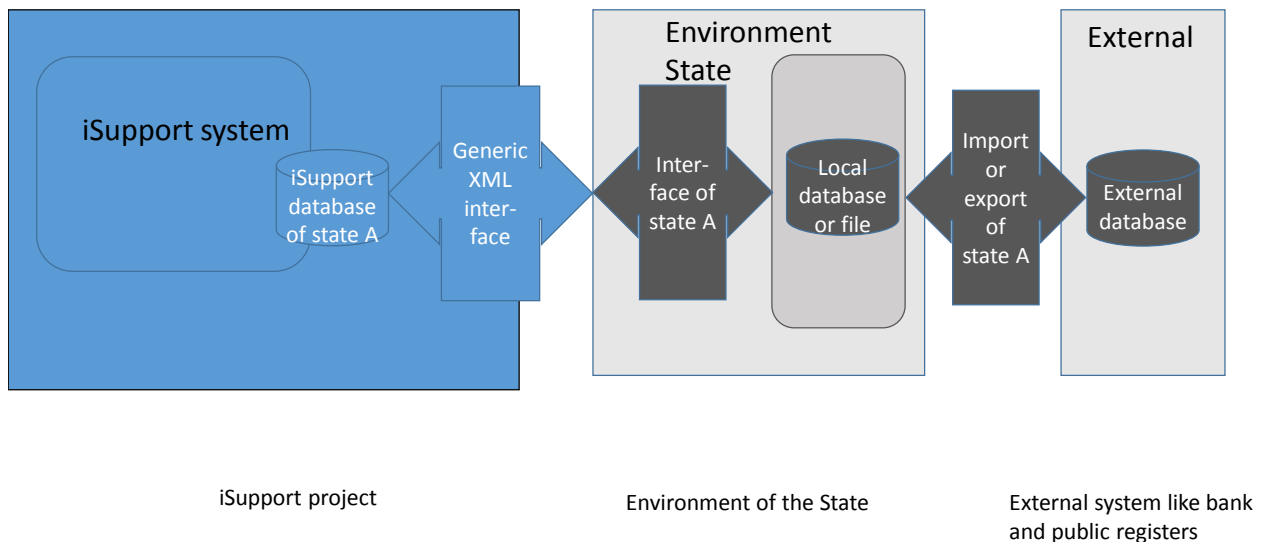 Environment
State
External
iSupport system
iSupport
database
of state A
Generic
XML
inter-
face
Inter-
face of
state A
Local
database
or file
Import
or
export
of
state A
External
database
iSupport project
Environment of the State
External system like bank
and public registers